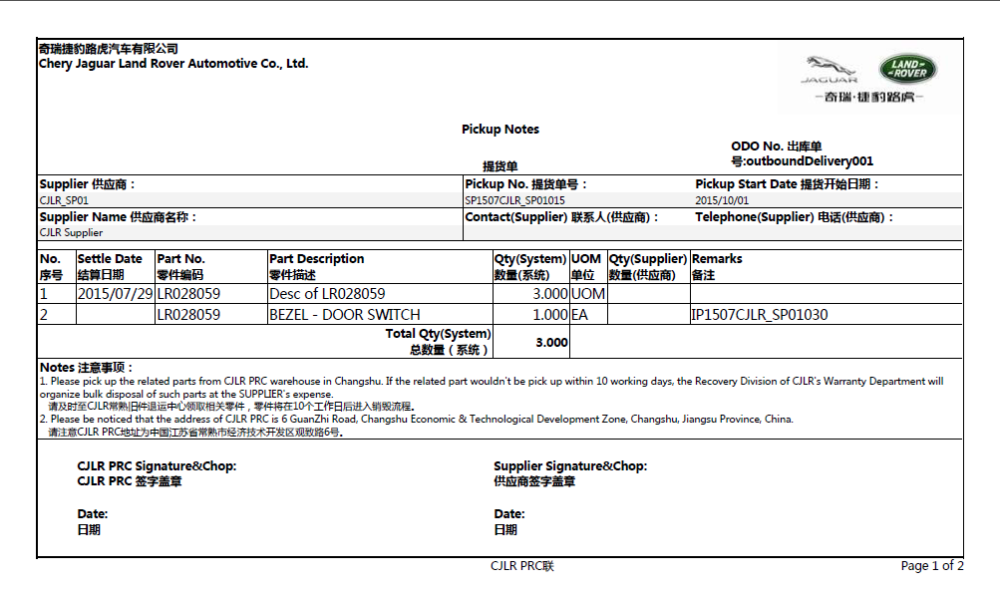 奇瑞捷豹路虎汽车有限公司
Chery Jaguar Land Rover Automotive Co., Ltd.
JAGUAR
LAND-
-ROVER
奇瑞·捷豹路虎
Pickup Notes
提货单
ODO No. 出库单
号:outboundDelivery001
Supplier 供应商： Pickup No. 提货单号： Pickup Start Date 提货开始日期：
CJLR_SP01 SP1507CJLR_SP01015 2015/10/01
Supplier Name 供应商名称： Contact(Supplier) 联系人(供应商)： Telephone(Supplier) 电话(供应商)：
CJLR Supplier
No. Settle Date Part No. Part Description Qty(System) UOM Qty(Supplier) Remarks
序号 结算日期 零件编码 零件描述 数量(系统) 单位 数量(供应商) 备注
1 2015/07/29 LR028059 Desc of LR028059 3.000 UOM
2 LR028059 BEZEL - DOOR SWITCH 1.000 EA IP1507CJLR_SP01030
Total Qty(System)
总数量（系统） 3.000
Notes 注意事项：
1. Please pick up the related parts from CJLR PRC warehouse in Changshu. If the related part wouldn't be pick up within 10 working days, the Recovery Division of CJLR's Warranty Department will
organize bulk disposal of such parts at the SUPPLIER's expense.
请及时至CJLR常熟旧件退运中心领取相关零件，零件将在10个工作日后进入销毁流程。
2. Please be noticed that the address of CJLR PRC is 6 GuanZhi Road, Changshu Economic & Technological Development Zone, Changshu, Jiangsu Province, China.
请注意CJLR PRC地址为中国江苏省常熟市经济技术开发区观致路6号。
CJLR PRC Signature&Chop: Supplier Signature&Chop:
CJLR PRC 签字盖章 供应商签字盖章
Date: Date:
日期 日期
CJLR PRC联 Page 1 of 2